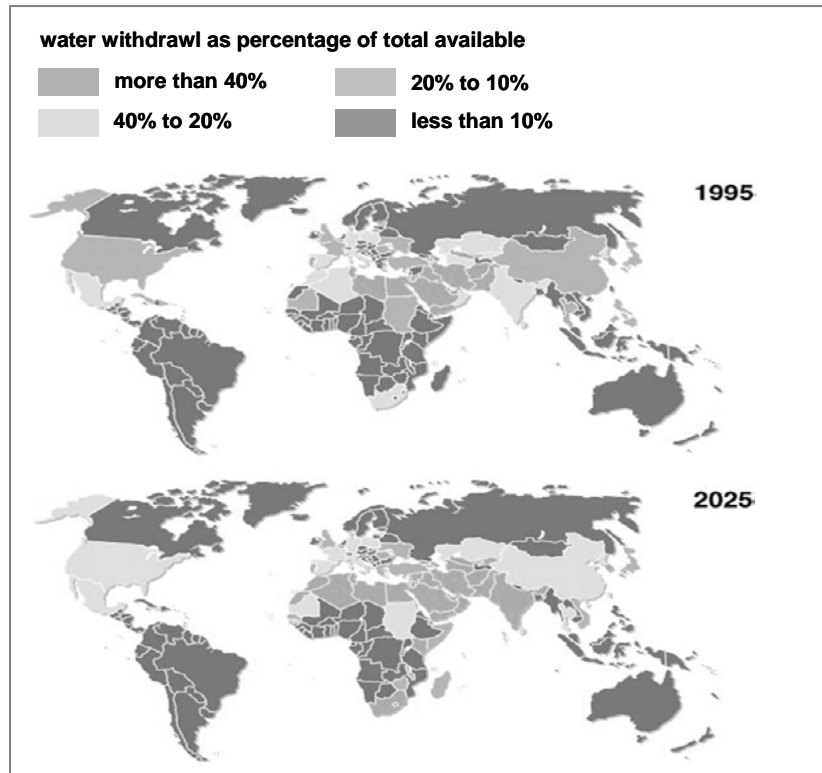 water withdrawl as percentage of total available
more than 40%
20% to 10%
40% to 20%
less than 10%
1995
2025